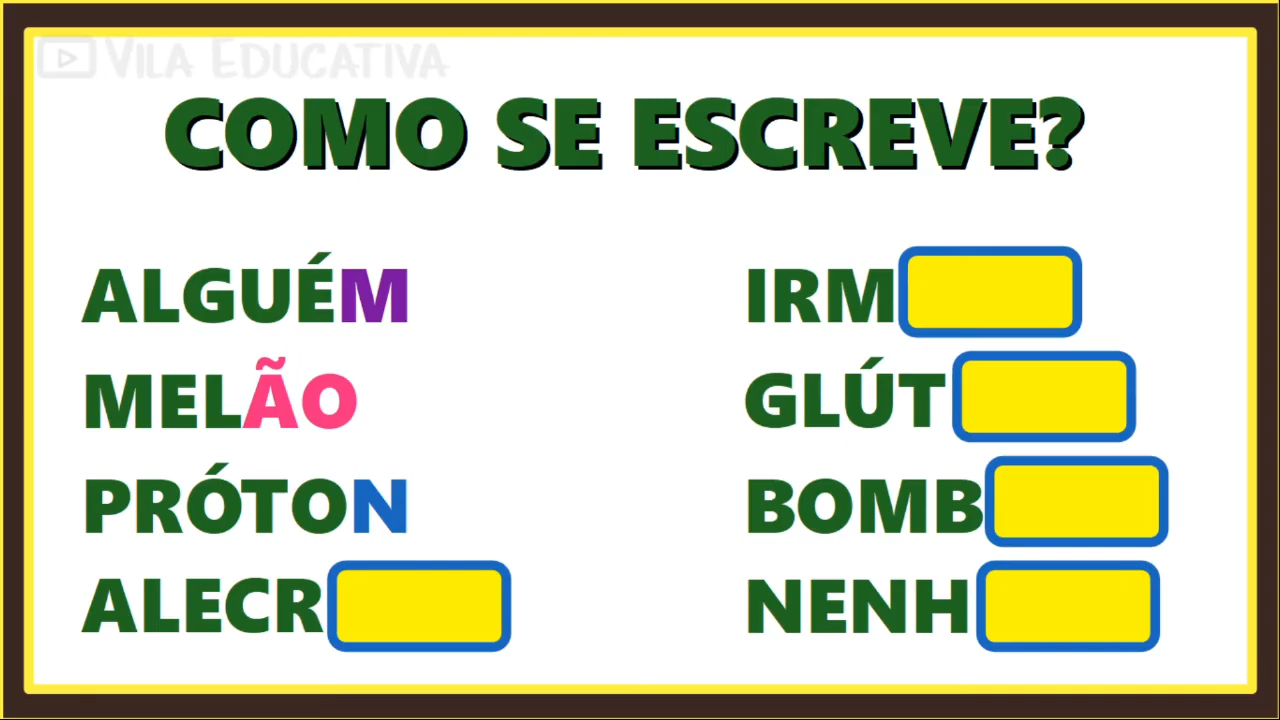 VILA EDUCATIVA
COMO SE ESCREVE?
ALGUÉM
MELÃO
PRÓTON
ALECR
IRM
GLÚT
BOMB
NENH